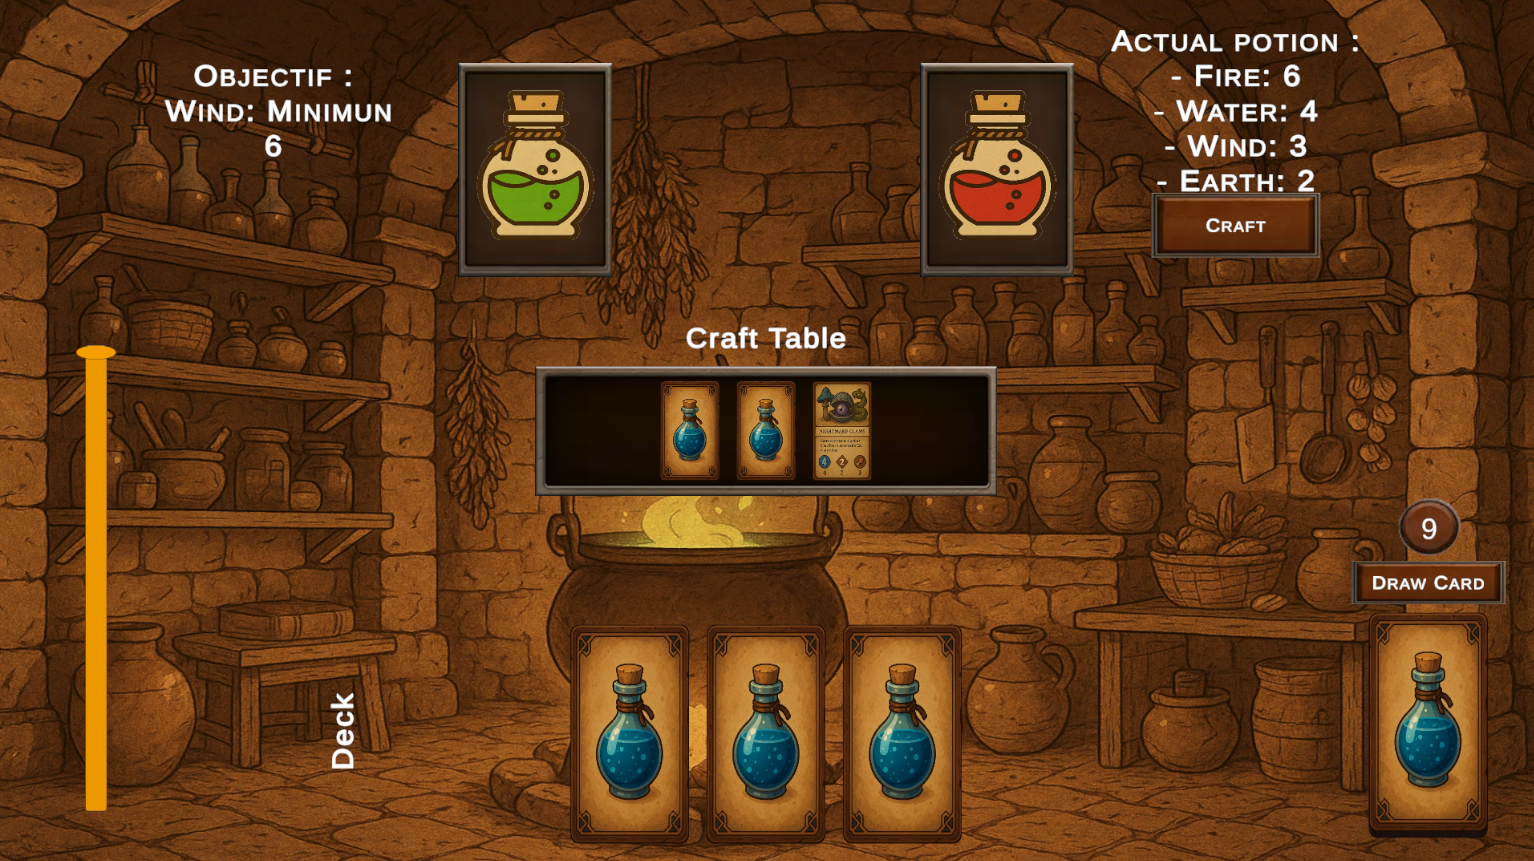 Objectif :
Wind: Minimun
6
Actual potion :
- Fire: 6
- Water: 4
- Wind: 3
- Earth: 2
Craft
Craft Table
9
Draw Card
Deck